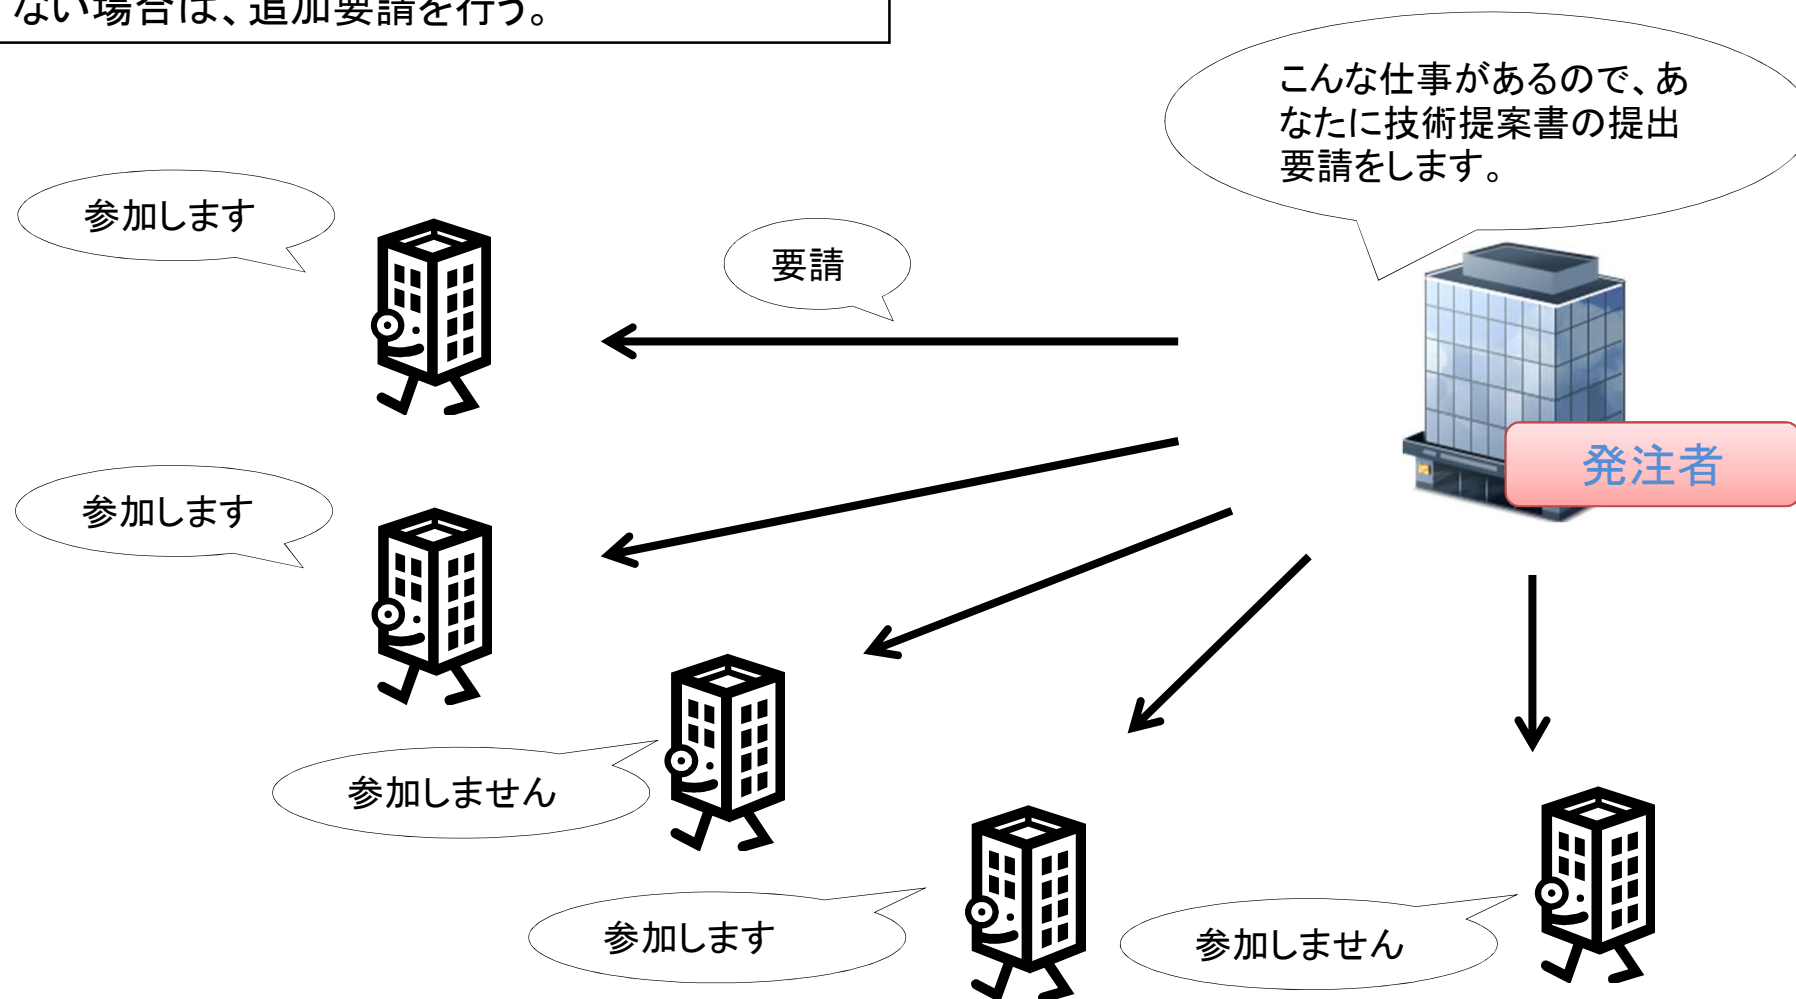 ない場合は、追加要請を行う。
こんな仕事があるので、あ
なたに技術提案書の提出
要請をします。
参加します
要請
発注者
参加します
参加しません
参加します
参加しません